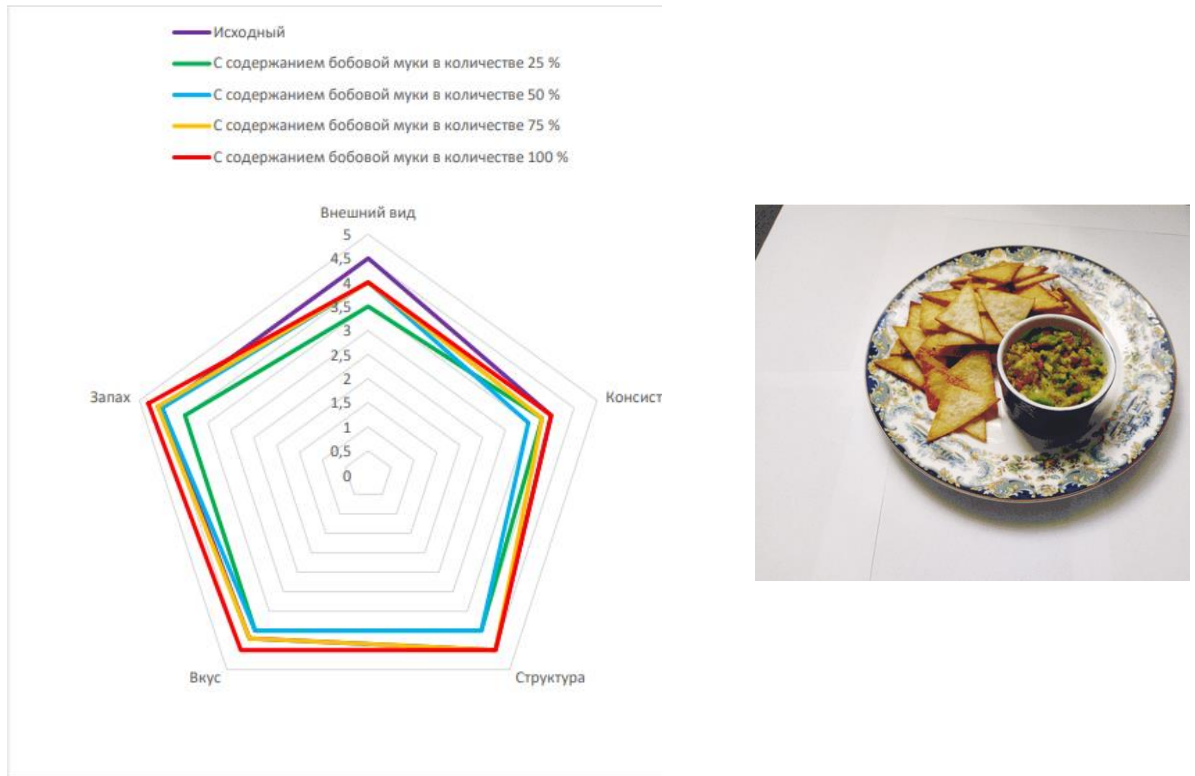 Исходный
С содержанием бобовой муки в количестве 25 %
С содержанием бобовой муки в количестве 50 %
С содержанием бобовой муки в количестве 75 %
С содержанием бобовой муки в количестве 100 %
Внешний вид
5
4,5
4
3,5
3
2,5
2
1,5
1
0,5
0
Запах
Консист
Вкус
Структура